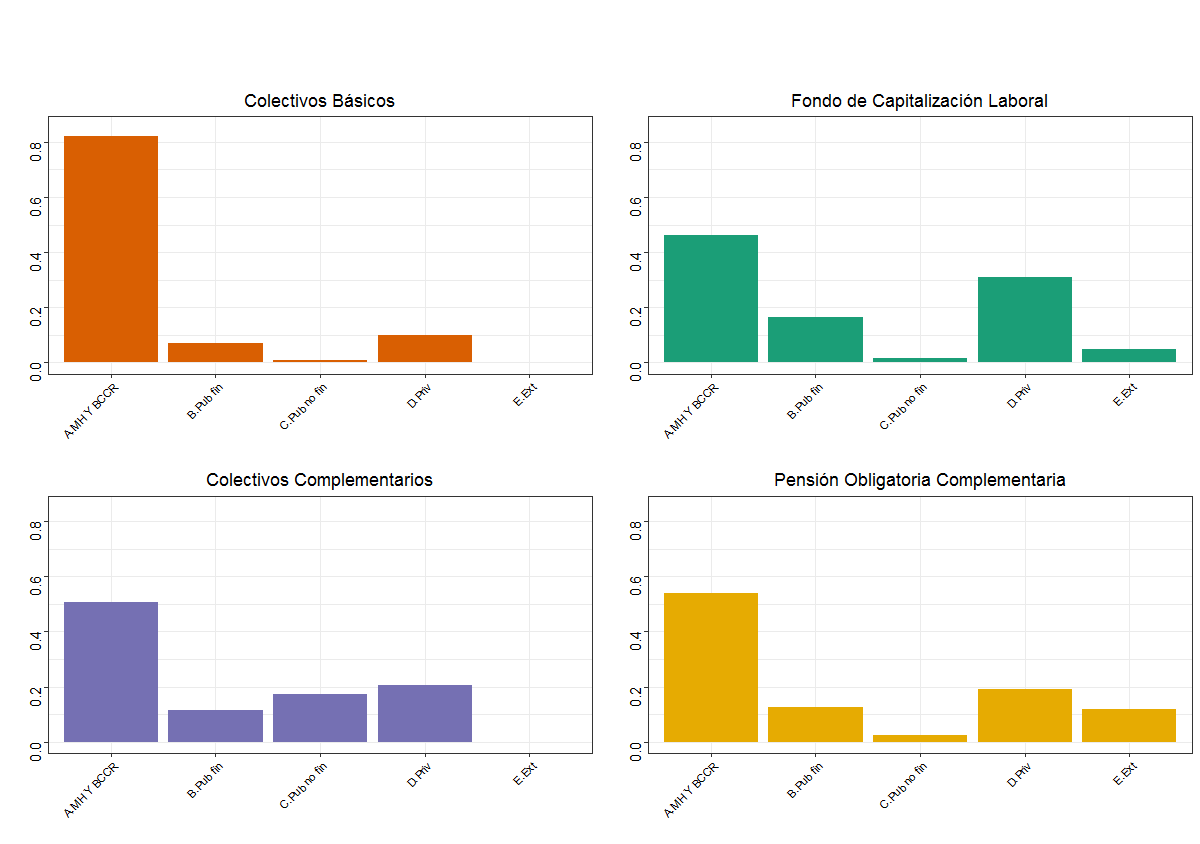 Colectivos Básicos
0.8
0.6
0.4
0.2
0.0
A.MH Y BCCR
B.Pub fin
C.Pub no fin
D.Priv
E.Ext
Fondo de Capitalización Laboral
0.8
0.6
0.4
0.2
0.0
A.MH Y BCCR
B.Pub fin
C.Pub no fin
D.Priv
E.Ext
Colectivos Complementarios
0.8
0.6
0.4
0.2
0.0
A.MH Y BCCR
B.Pub fin
C.Pub no fin
D.Priv
E.Ext
Pensión Obligatoria Complementaria
0.8
0.6
0.4
0.2
0.0
A.MH Y BCCR
B.Pub fin
C.Pub no fin
D.Priv
E.Ext